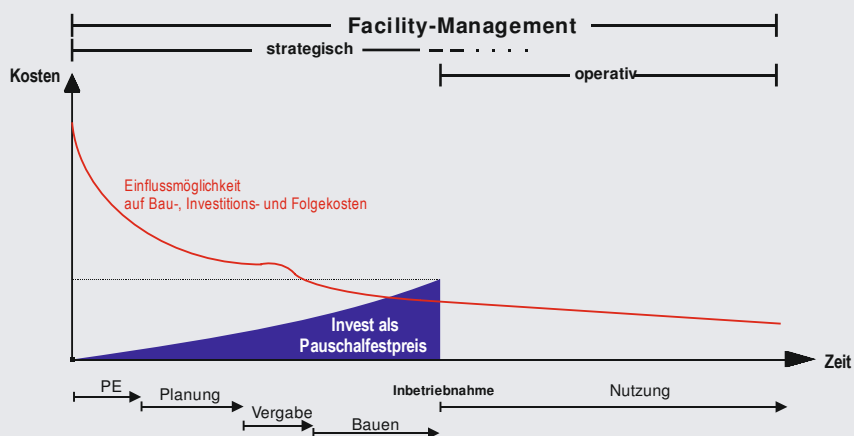 Facility-Management
strategisch
operativ
Kosten
Einflussmöglichkeit
auf Bau-, Investitions- und Folgekosten
Invest als
Pauschalfestpreis
Zeit
PE
Planung
Vergabe
Bauen
Inbetriebnahme
Nutzung